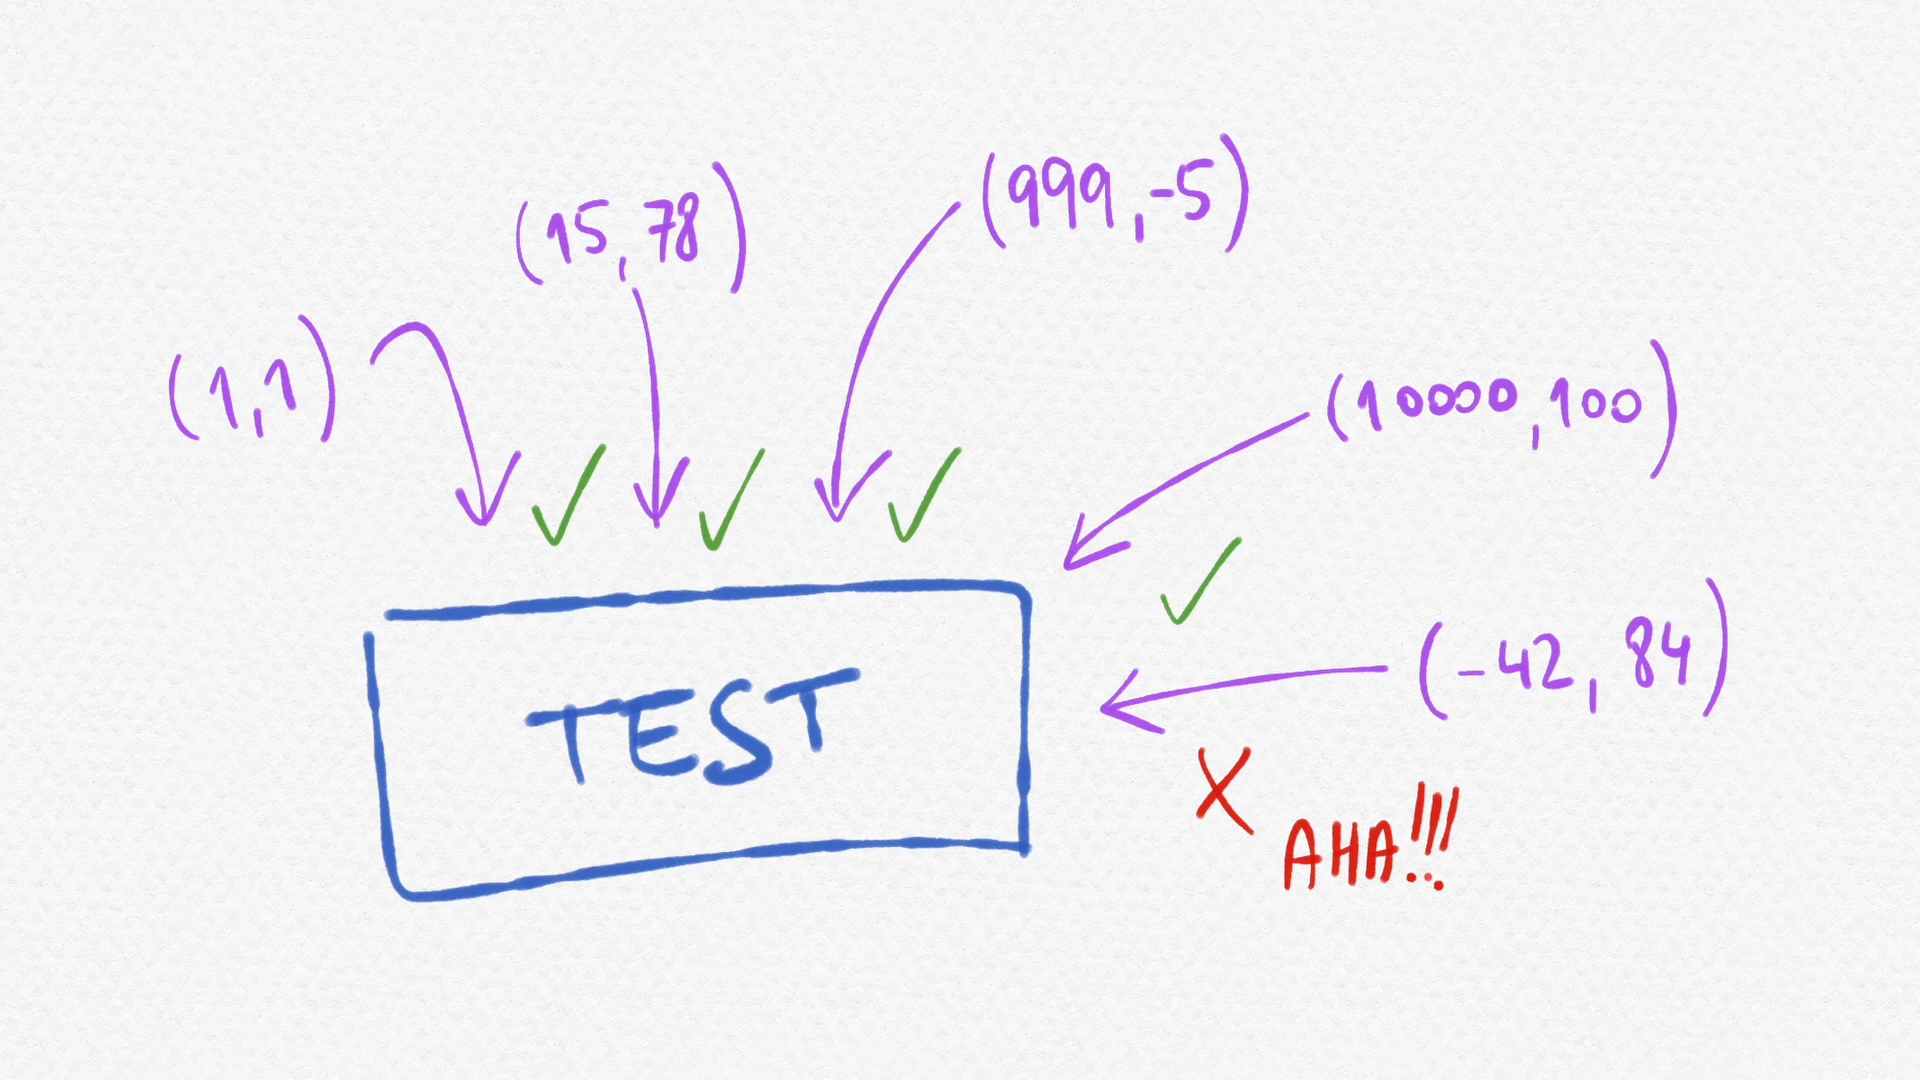 (999,-5)
(15,78)
(1,1)
(10000,100)
(-42,84)
TEST
X
AHA!!!